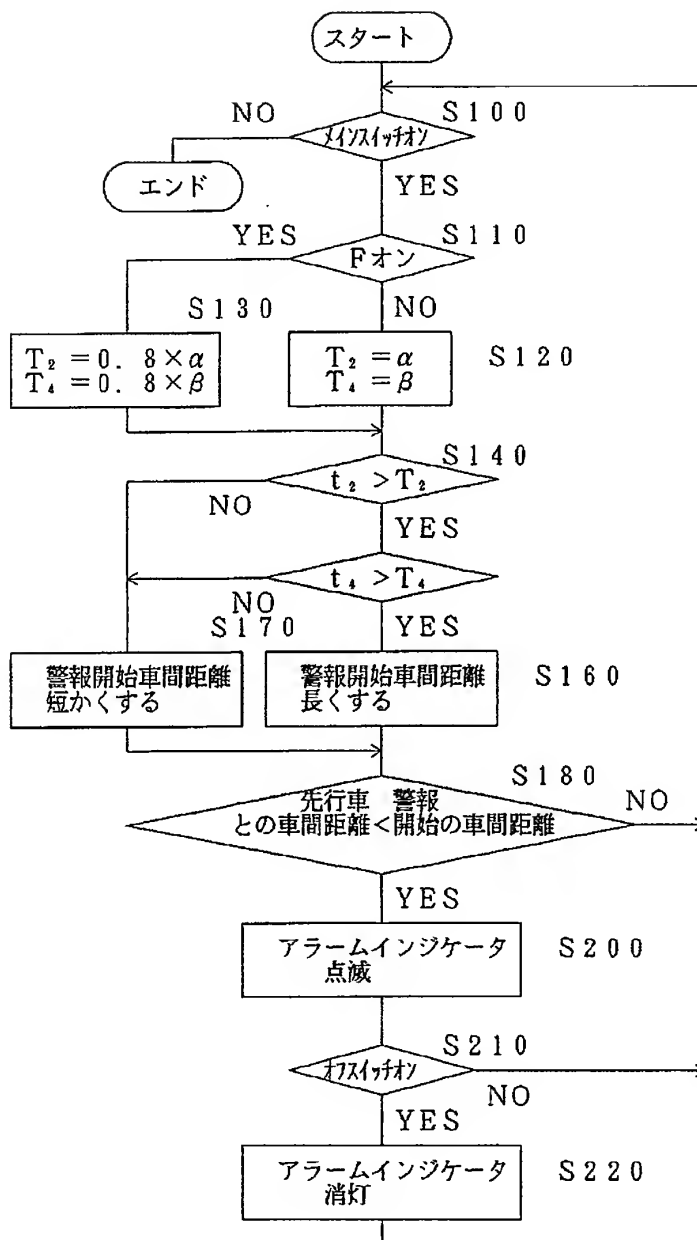 スタート
NO
S100
メインスイッチオン
エンド
YES
YES
S110
Fオン
S130
NO
T₂=0. 8×α
T₄=0. 8×β
T₂=α
T₄=β
S120
S140
t₂>T₂
NO
YES
t₄>T₄
NO
S170
YES
警報開始車間距離
短かくする
警報開始車間距離
長くする
S160
S180
先行車 警報
NO
との車間距離<開始の車間距離
YES
アラームインジケータ
点滅
S200
S210
オフスイッチオン
NO
YES
アラームインジケータ
消灯
S220